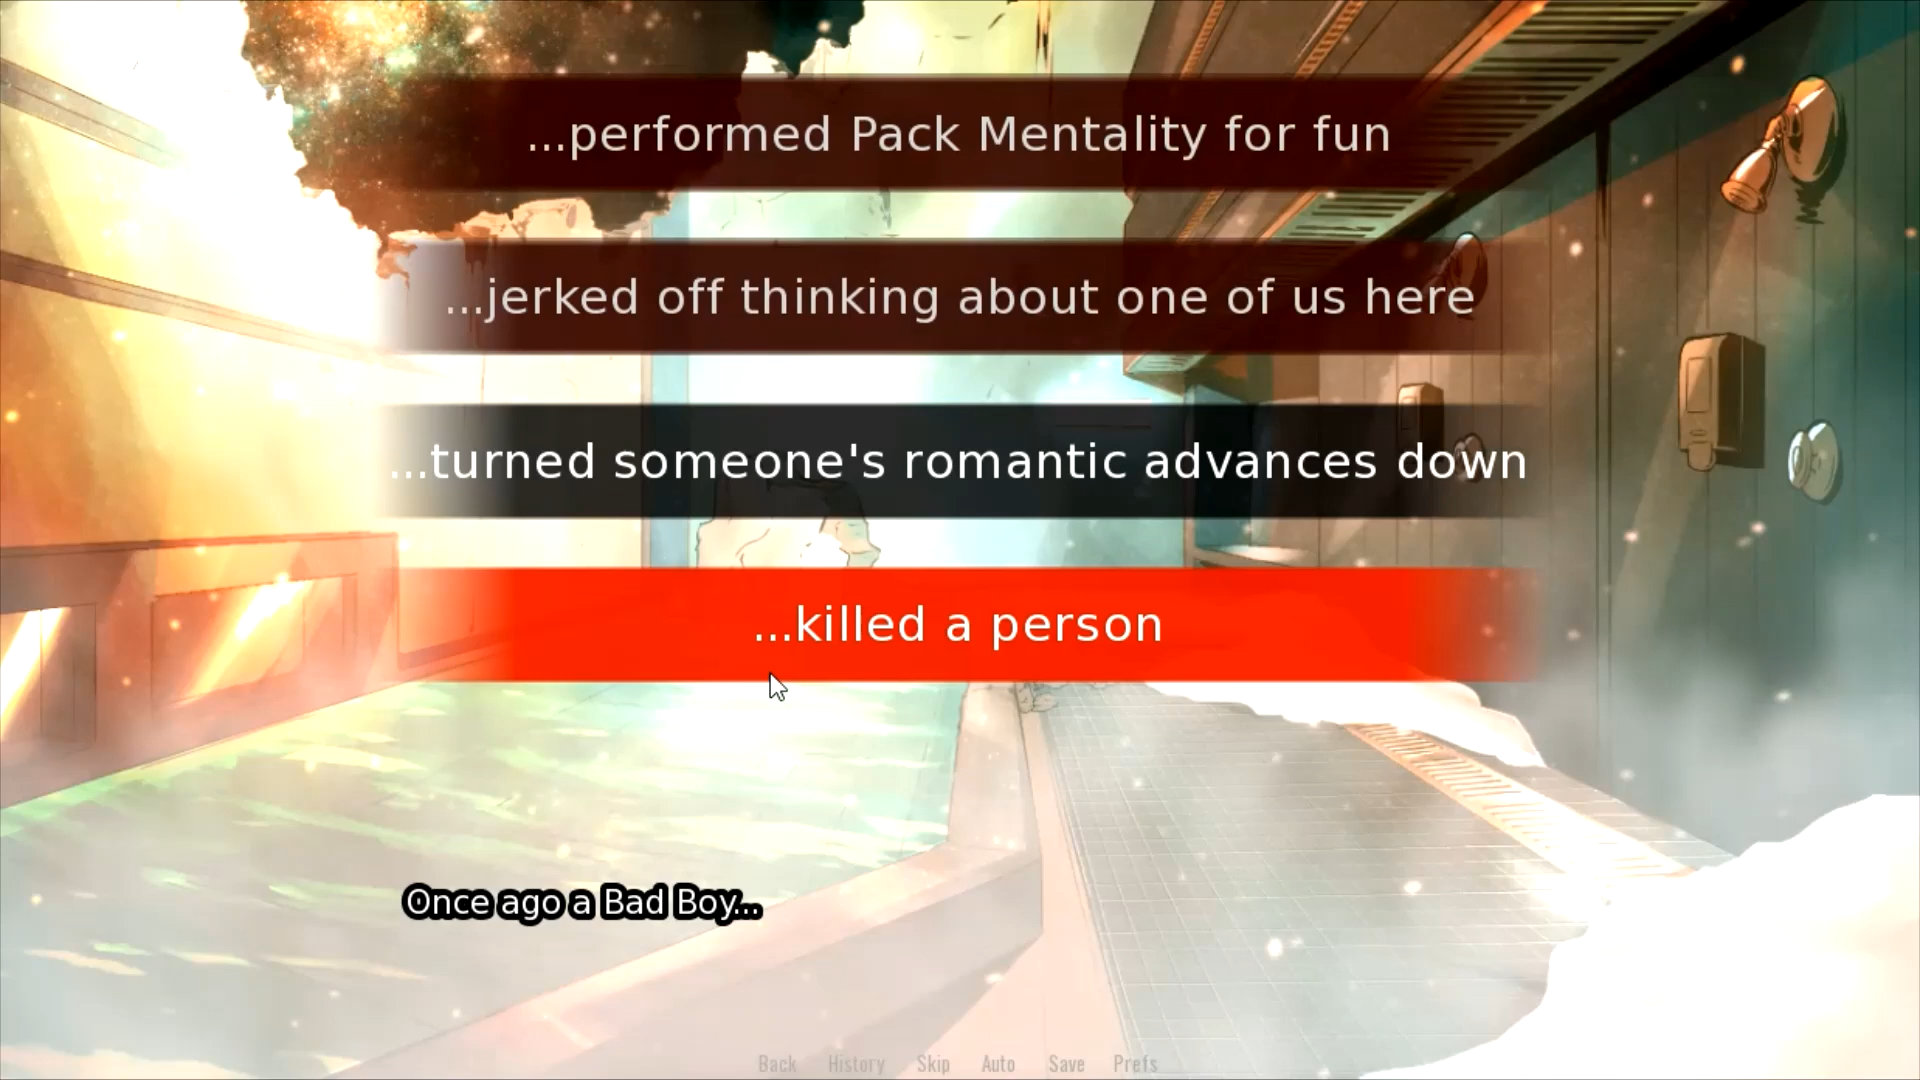 ...performed Pack Mentality for fun
...jerked off thinking about one of us here
...turned someone's romantic advances down
...killed a person
Once ago a Bad Boy...
Back History Skip Auto Save Prefs